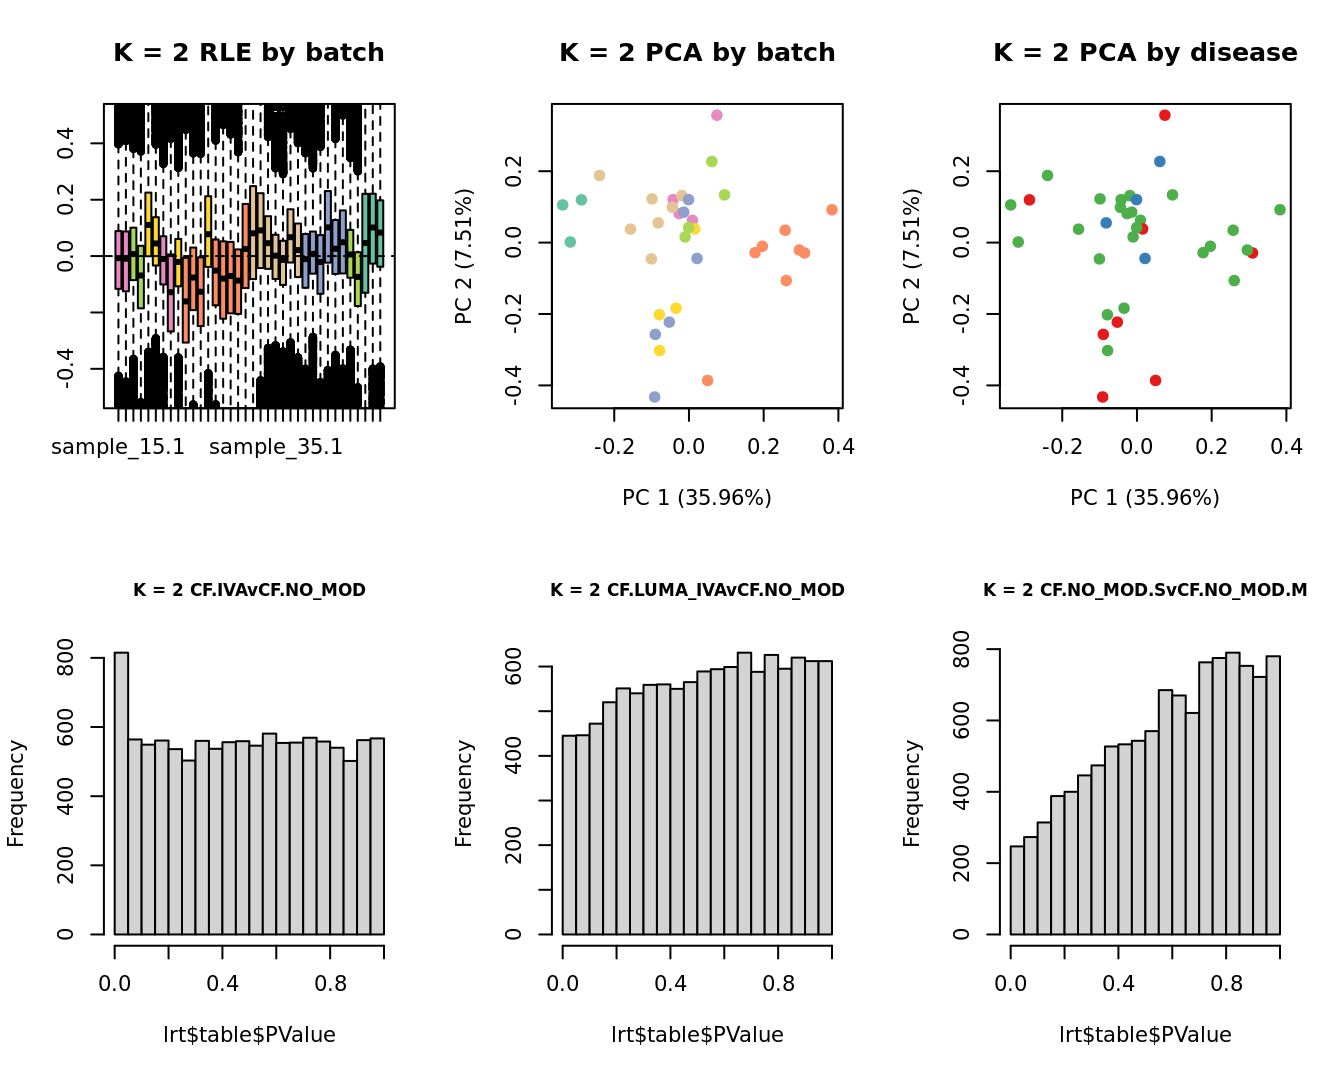 K = 2 RLE by batch
0.4
0.2
0.0
-0.4
sample_15.1 sample_35.1
K = 2 PCA by batch
PC 2 (7.51%)
0.2
0.0
-0.2
-0.4
-0.2 0.0 0.2 0.4
PC 1 (35.96%)
K = 2 PCA by disease
PC 2 (7.51%)
0.2
0.0
-0.2
-0.4
-0.2 0.0 0.2 0.4
PC 1 (35.96%)
K = 2 CF.IVAvCF.NO_MOD
Frequency
800
600
400
200
0
0.0 0.4 0.8
lrt$table$PValue
K = 2 CF.LUMA_IVAvCF.NO_MOD
Frequency
600
400
200
0
0.0 0.4 0.8
lrt$table$PValue
K = 2 CF.NO_MOD.SvCF.NO_MOD.M
Frequency
800
600
400
200
0
0.0 0.4 0.8
lrt$table$PValue